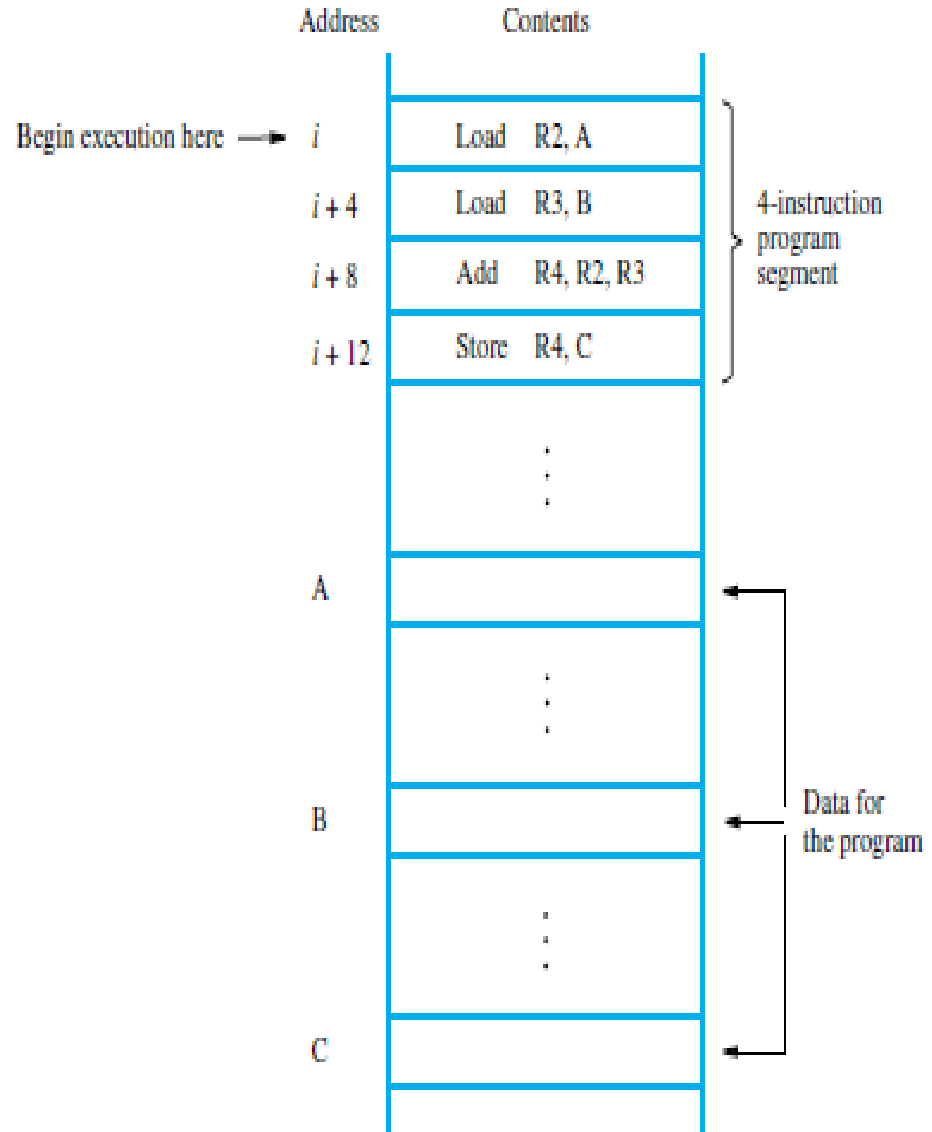 Address Contents
Begin execution here i Load R2, A
i + 4 Load R3, B
i + 8 Add R4, R2, R3
i + 12 Store R4, C
4-instruction
program
segment
A
B
Data for
the program
C